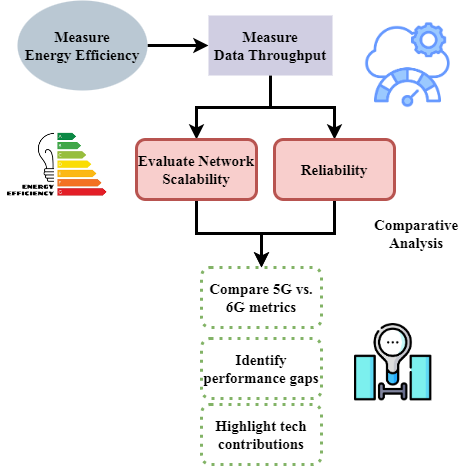 Measure
Energy Efficiency
Measure
Data Throughput
Evaluate Network
Scalability
Reliability
A
B
C
D
E
F
G
ENERGY
EFFICIENCY
Comparative
Analysis
Compare 5G vs.
6G metrics
Identify
performance gaps
Highlight tech
contributions